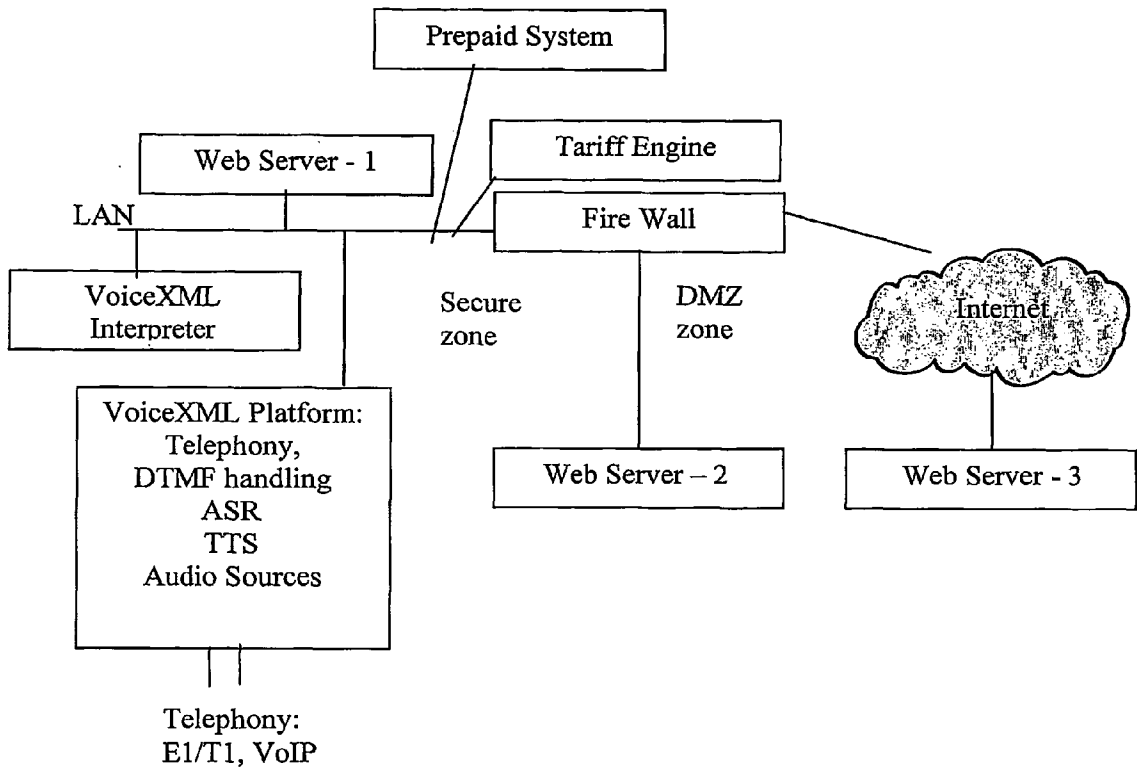 Prepaid System
Tariff Engine
Web Server - 1
LAN
Fire Wall
VoiceXML
Interpreter
Secure
zone
DMZ
zone
Internet
VoiceXML Platform:
Telephony,
DTMF handling
ASR
TTS
Audio Sources
Web Server – 2
Web Server - 3
Telephony:
E1/T1, VoIP